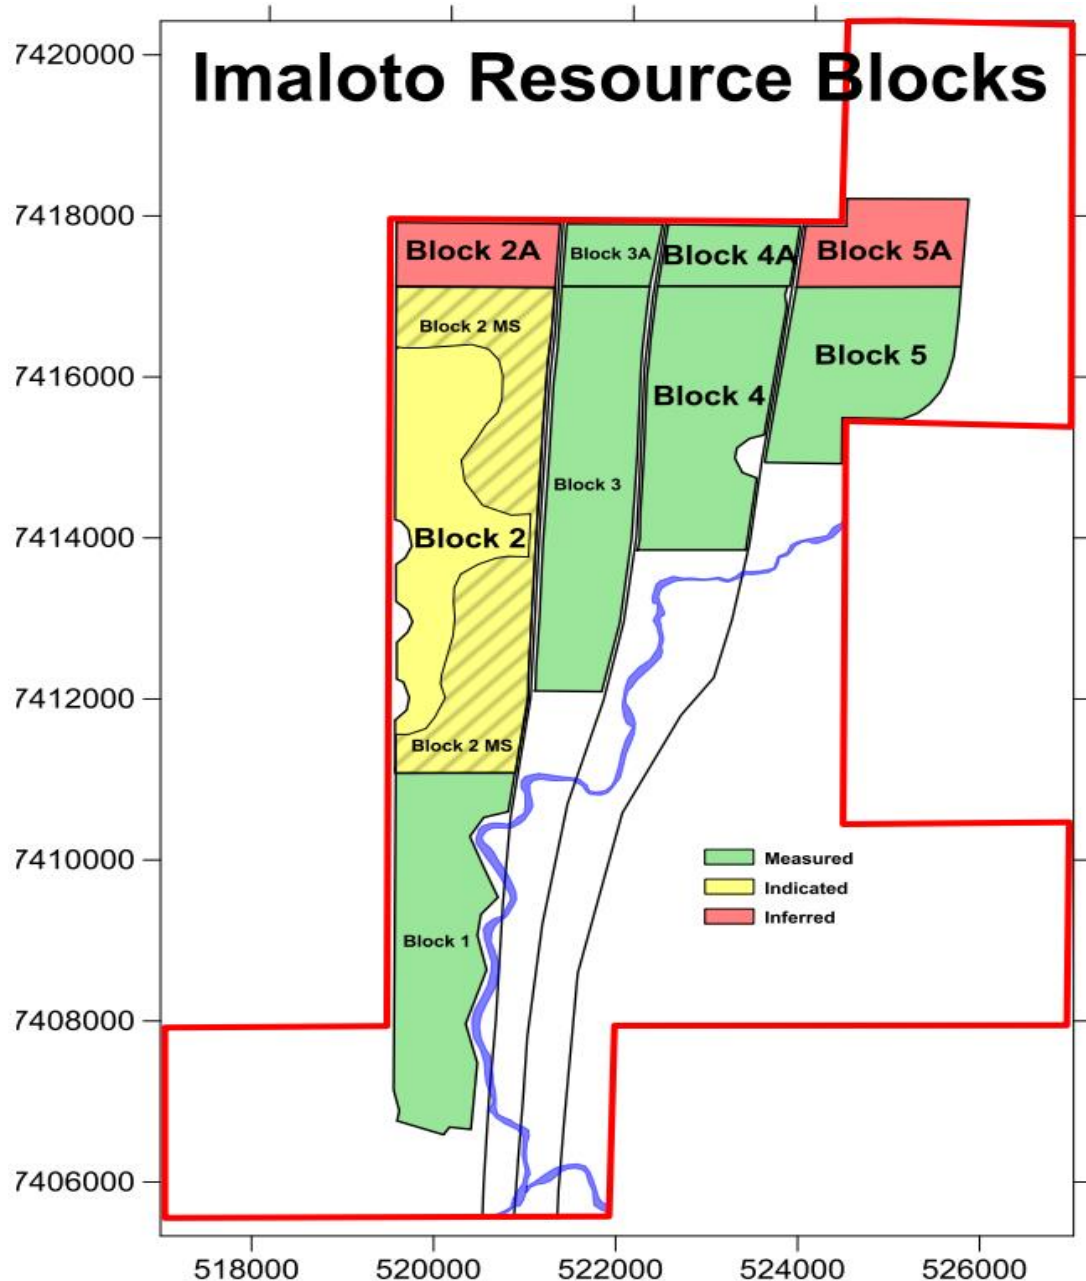 Imaloto Resource Blocks
7420000
7418000
7416000
7414000
7412000
7410000
7408000
7406000
Block 2A
Block 3A
Block 4A
Block 5A
Block 2 MS
Block 5
Block 4
Block 3
Block 2
Block 2 MS
Block 1
Measured
Indicated
Inferred
518000
520000
522000
524000
526000